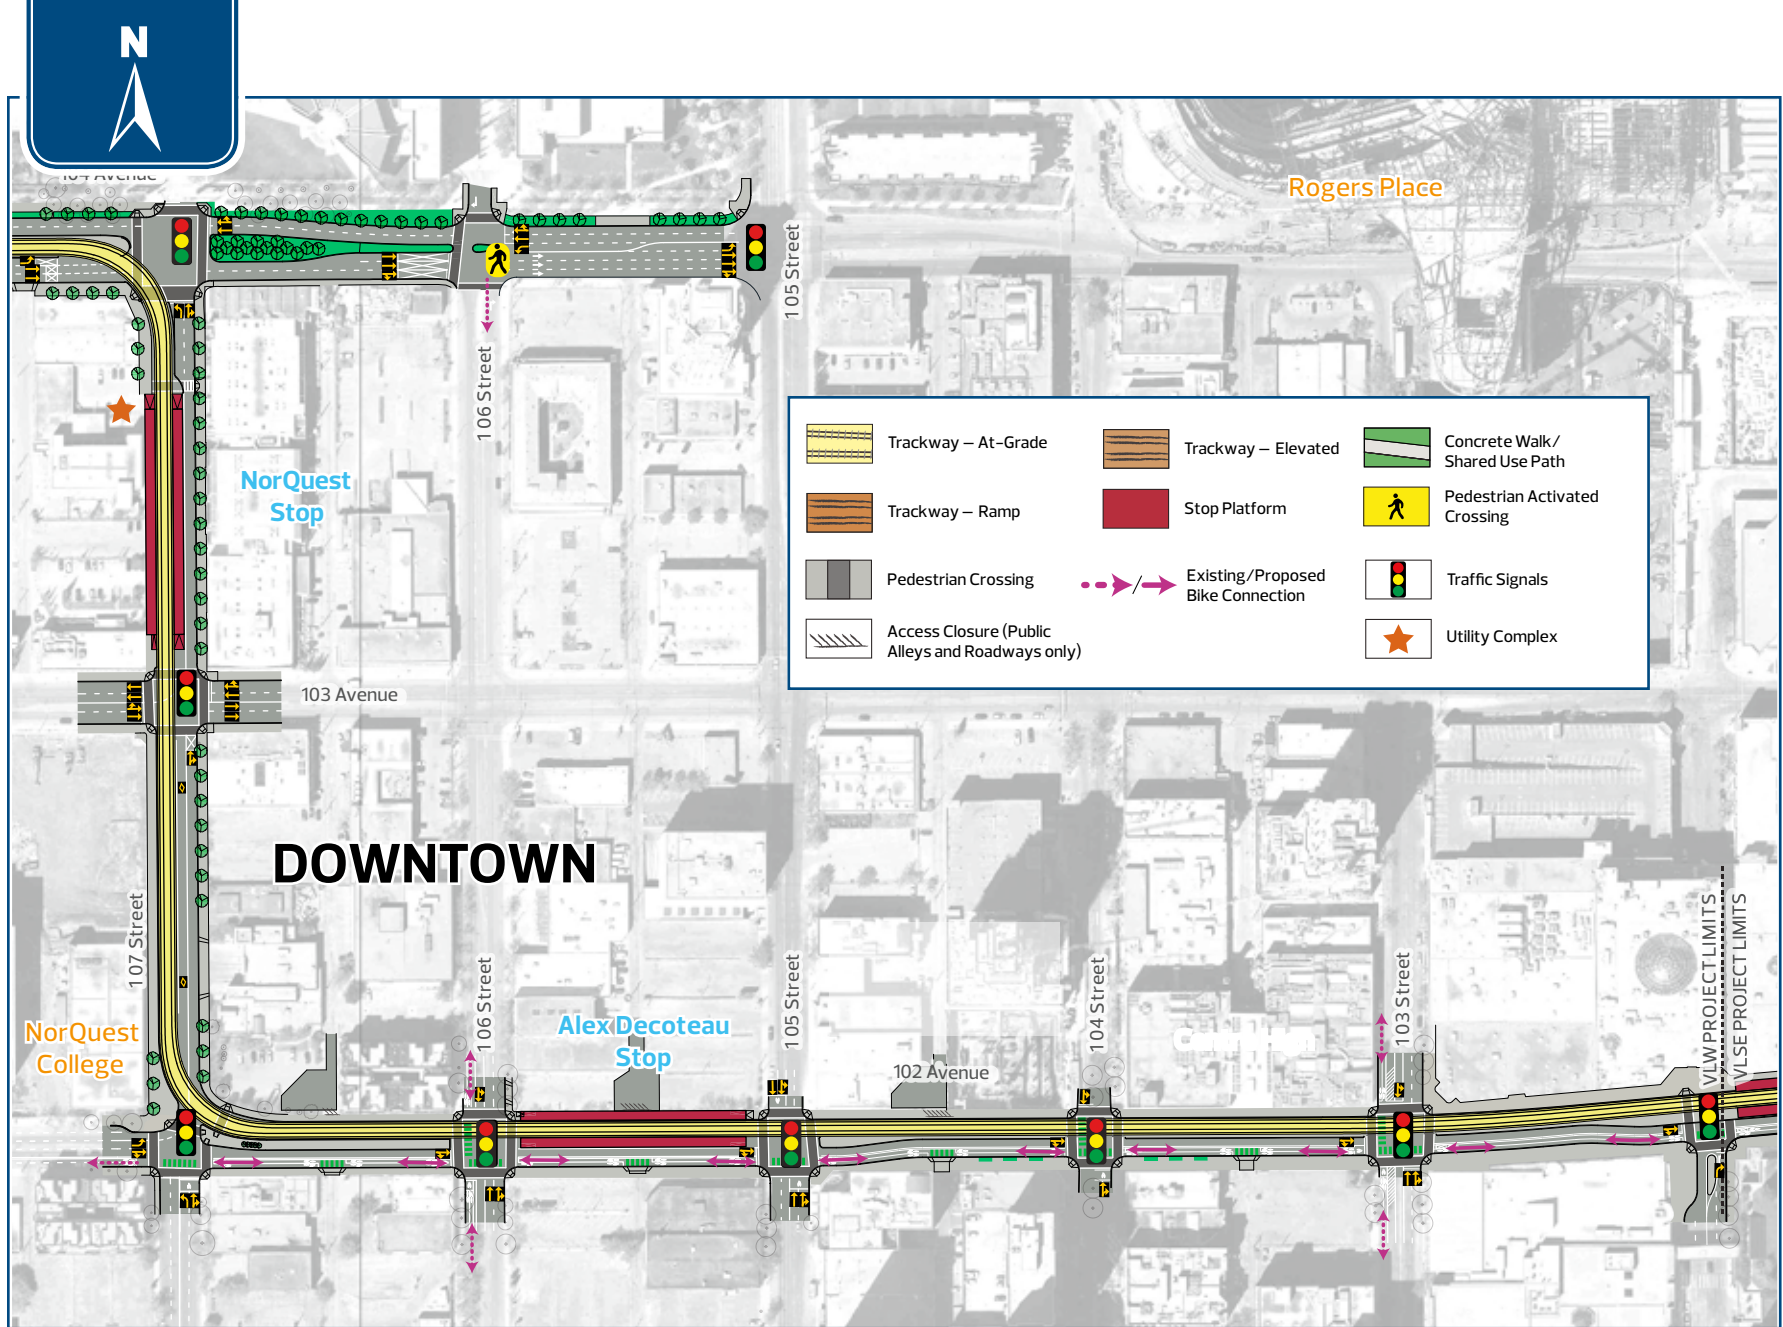 N
104 Avenue
Rogers Place
105 Street
106 Street
NorQuest
Stop
Trackway – At-Grade
Trackway – Elevated
Concrete Walk/
Shared Use Path
Trackway – Ramp
Stop Platform
Pedestrian Activated
Crossing
Pedestrian Crossing
Existing/Proposed
Bike Connection
Traffic Signals
Access Closure (Public
Alleys and Roadways only)
Utility Complex
103 Avenue
DOWNTOWN
107 Street
106 Street
105 Street
104 Street
103 Street
VLW PROJECT LIMITS
VLSE PROJECT LIMITS
NorQuest
College
Alex Decoteau
Stop
102 Avenue